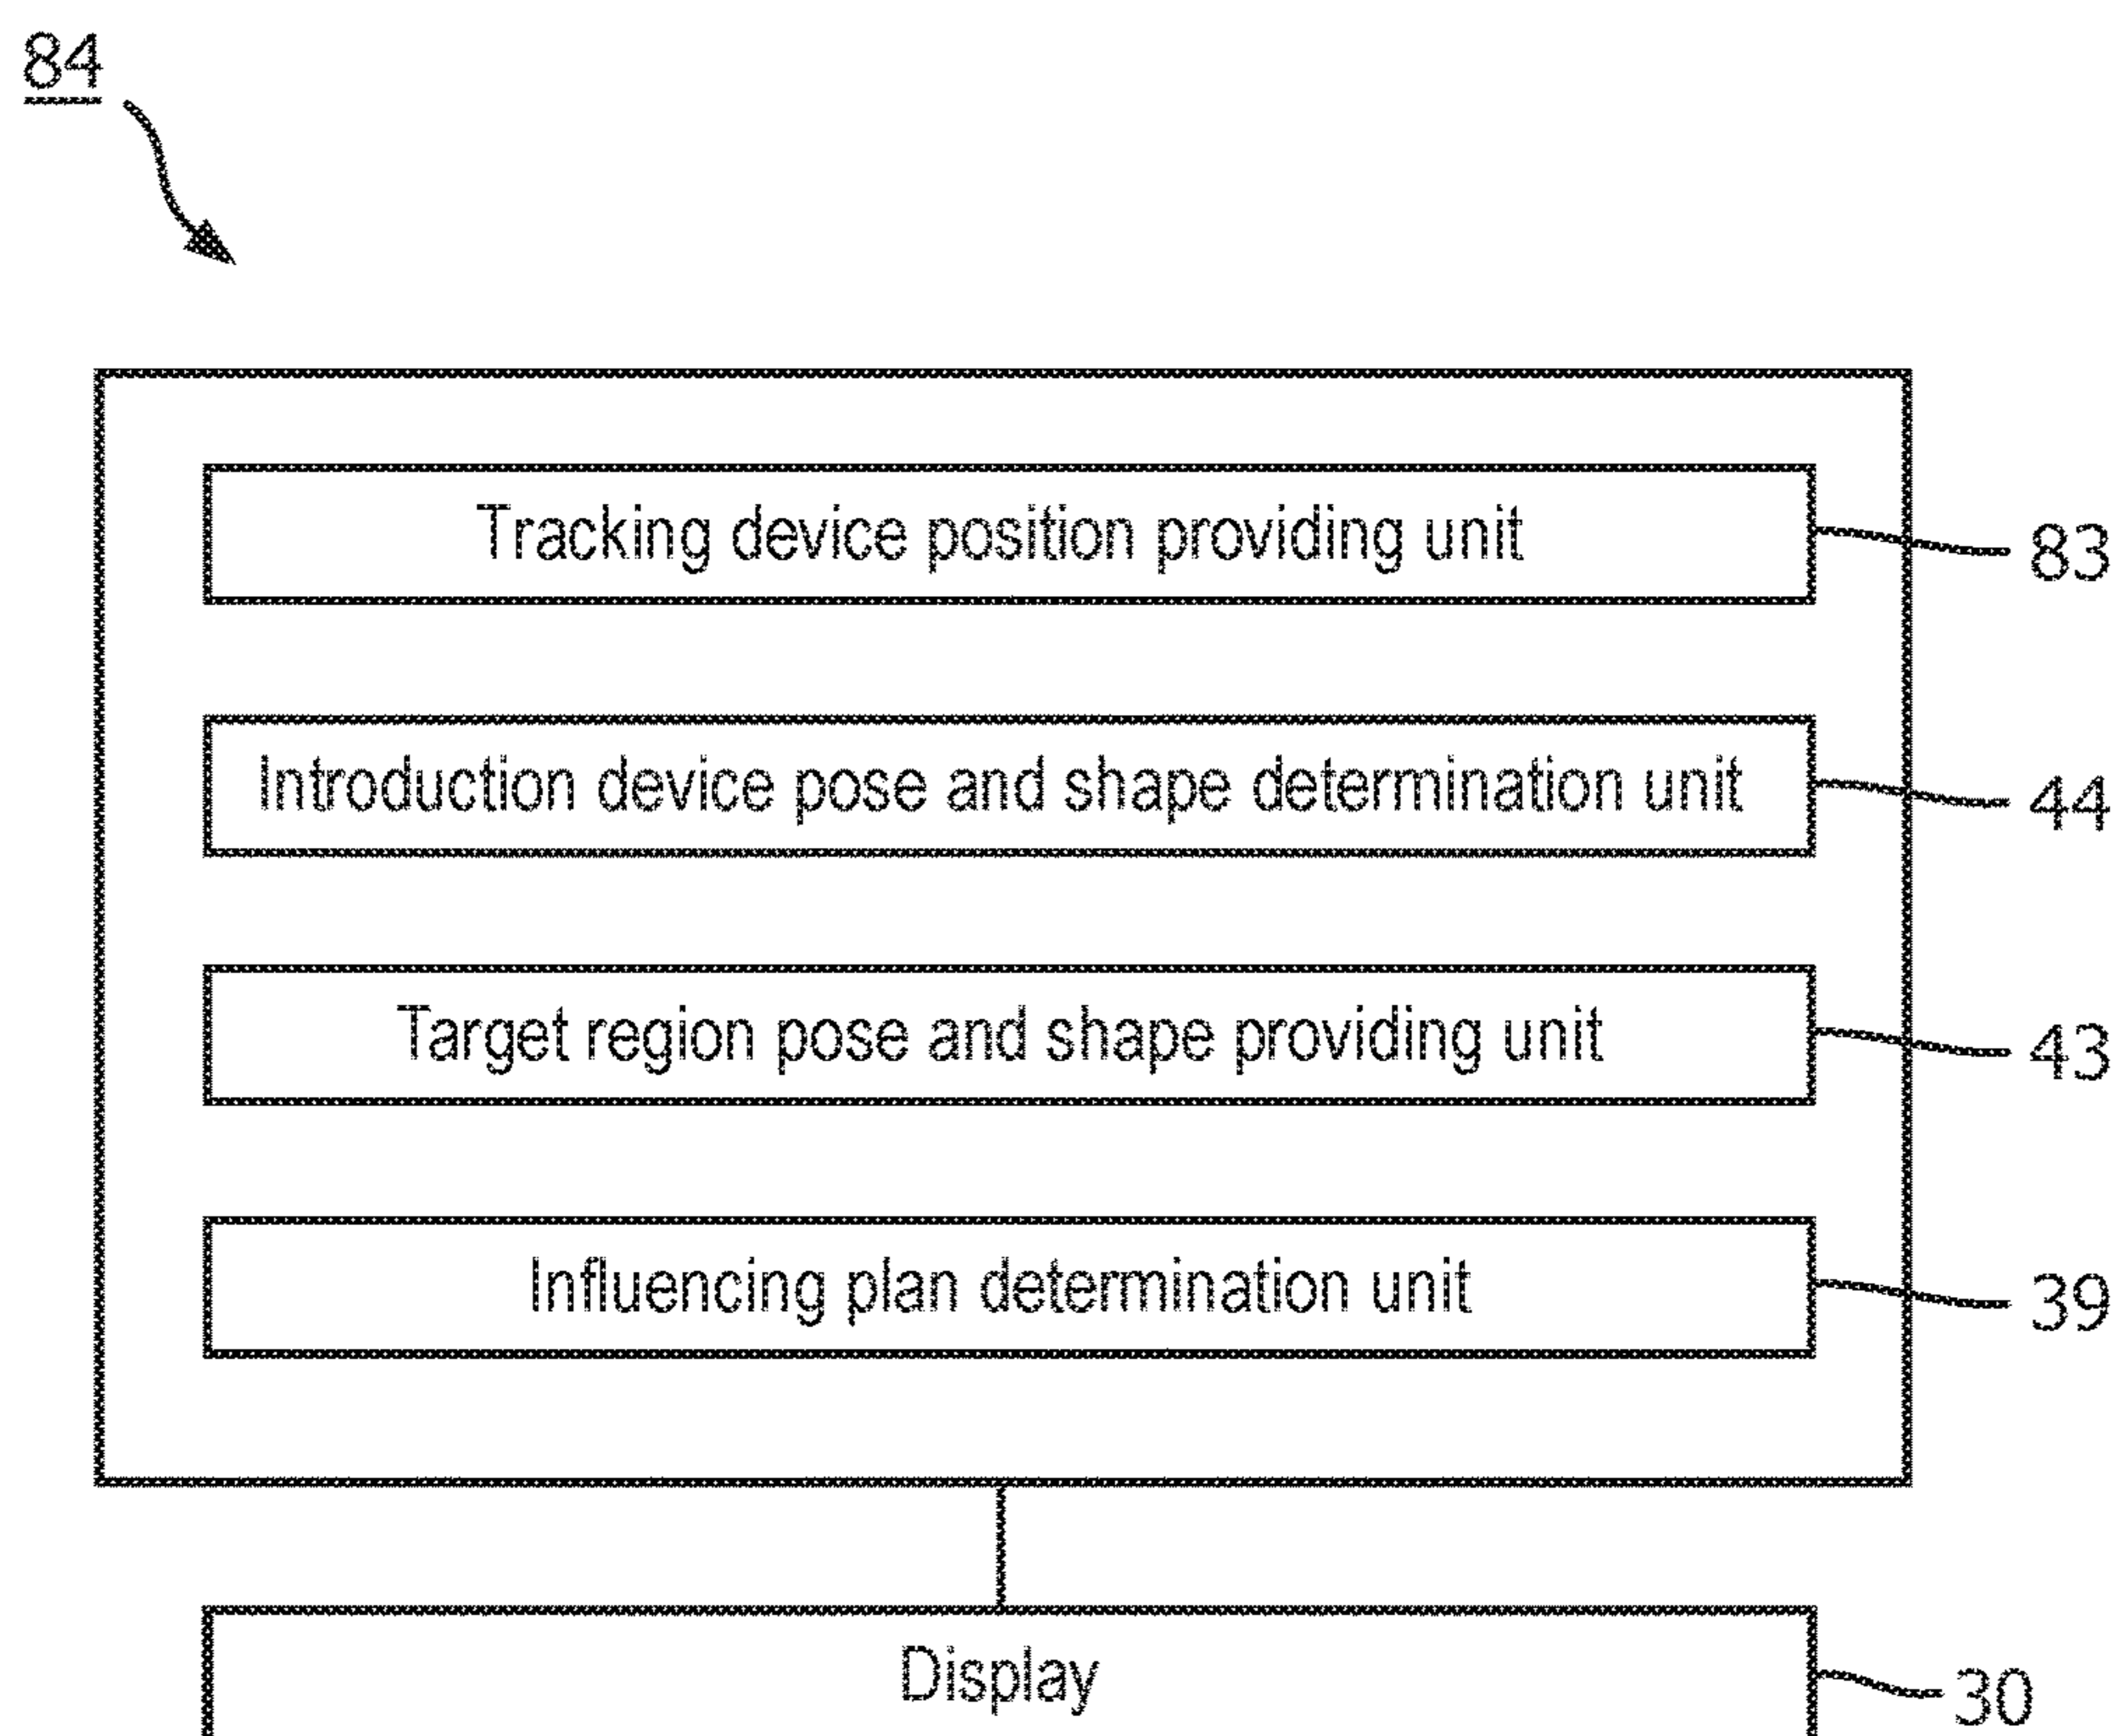 84
Tracking device position providing unit
83
Introduction device pose and shape determination unit
44
Target region pose and shape providing unit
43
Influencing plan determination unit
39
Display
30